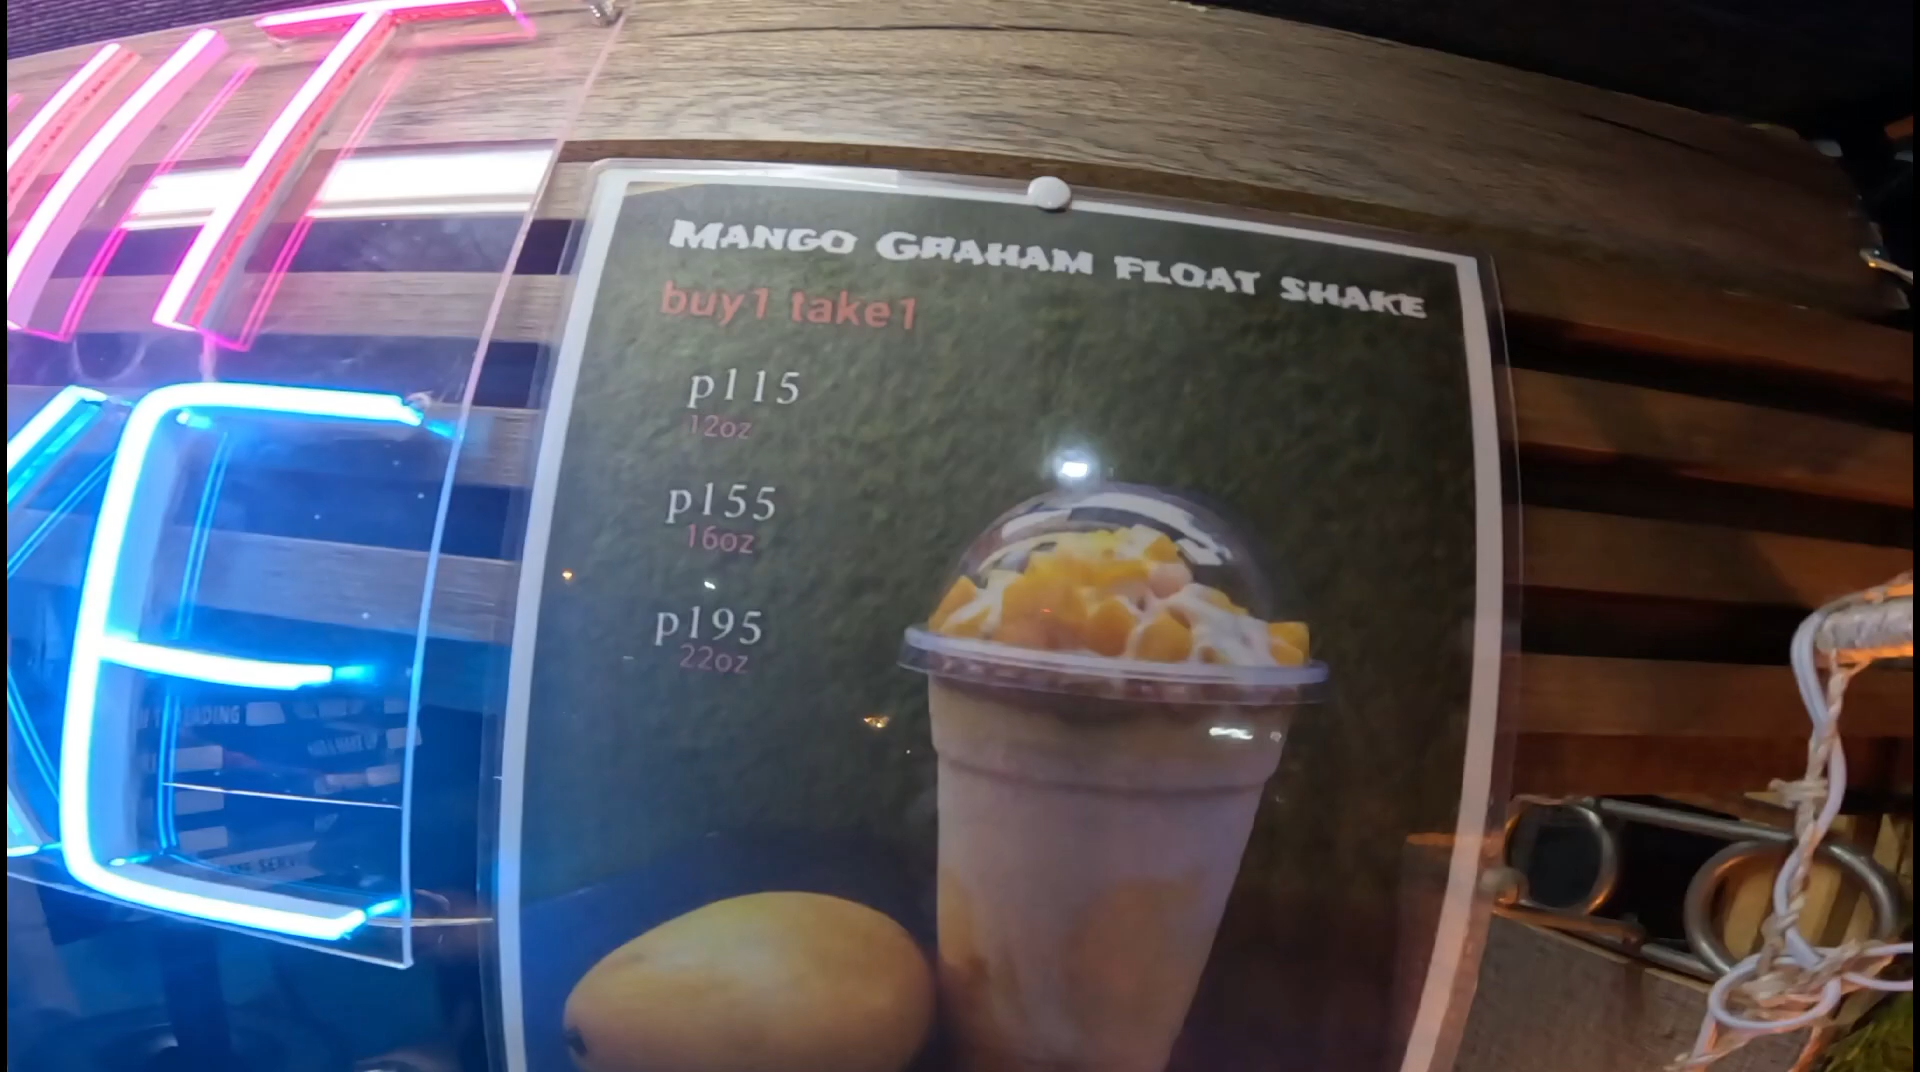 MANGO GRAHAM FLOAT SHAKE
buy1 take1
p115
12oz
p155
16oz
p195
22oz